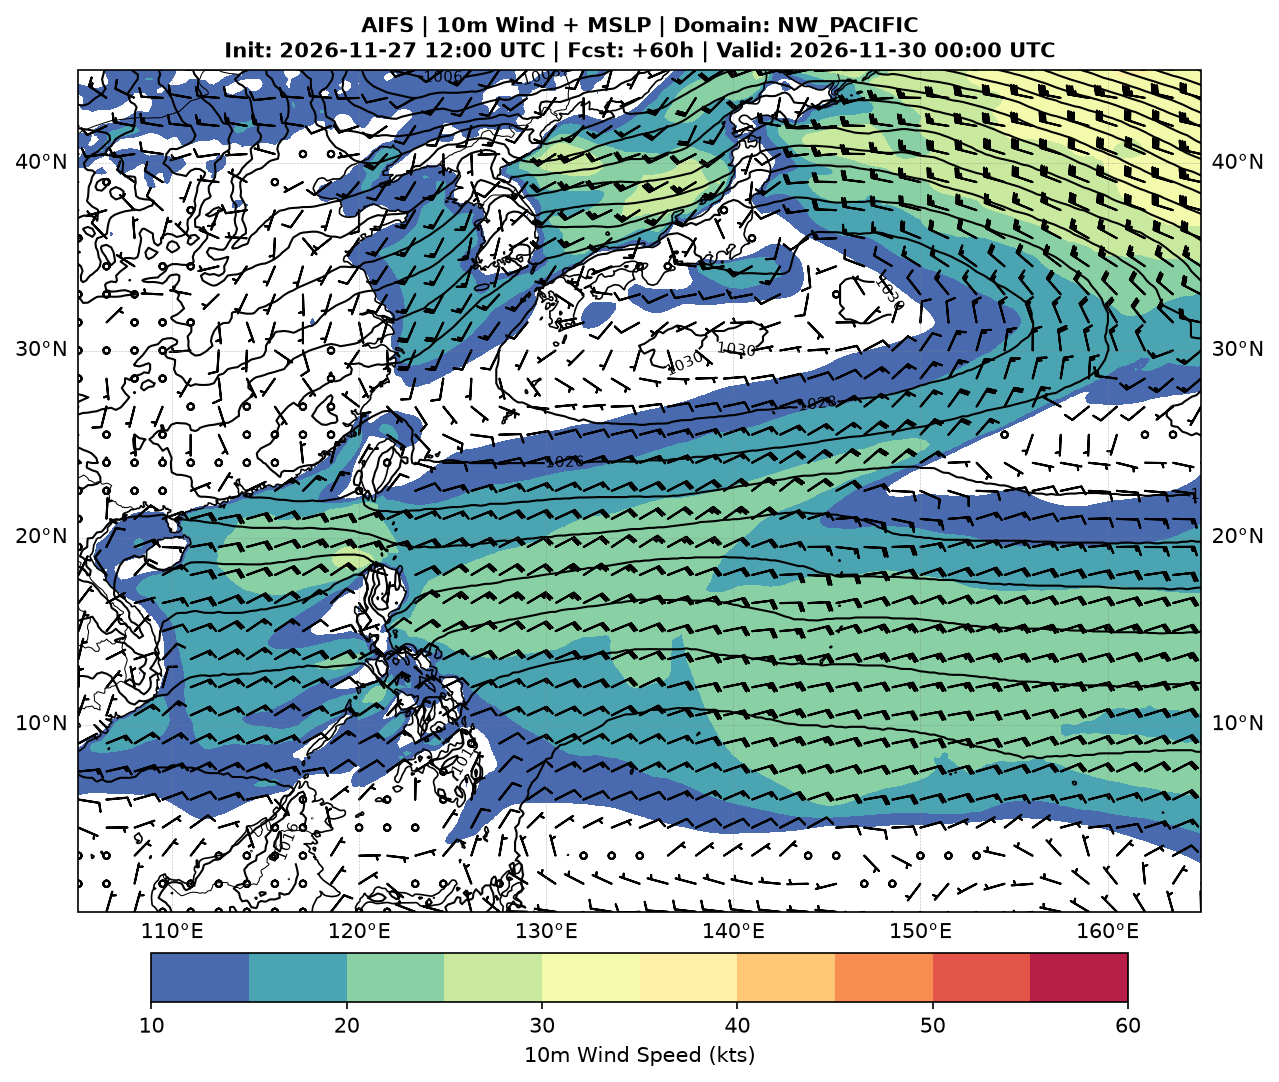 AIFS | 10m Wind + MSLP | Domain: NW_PACIFIC
Init: 2026-11-27 12:00 UTC | Fcst: +60h | Valid: 2026-11-30 00:00 UTC
1006
40°N
40°N
1030
1030
1030
30°N
30°N
1028
1026
20°N
20°N
10°N
10°N
1016
110°E
120°E
130°E
140°E
150°E
160°E
10
20
30
40
50
60
10m Wind Speed (kts)